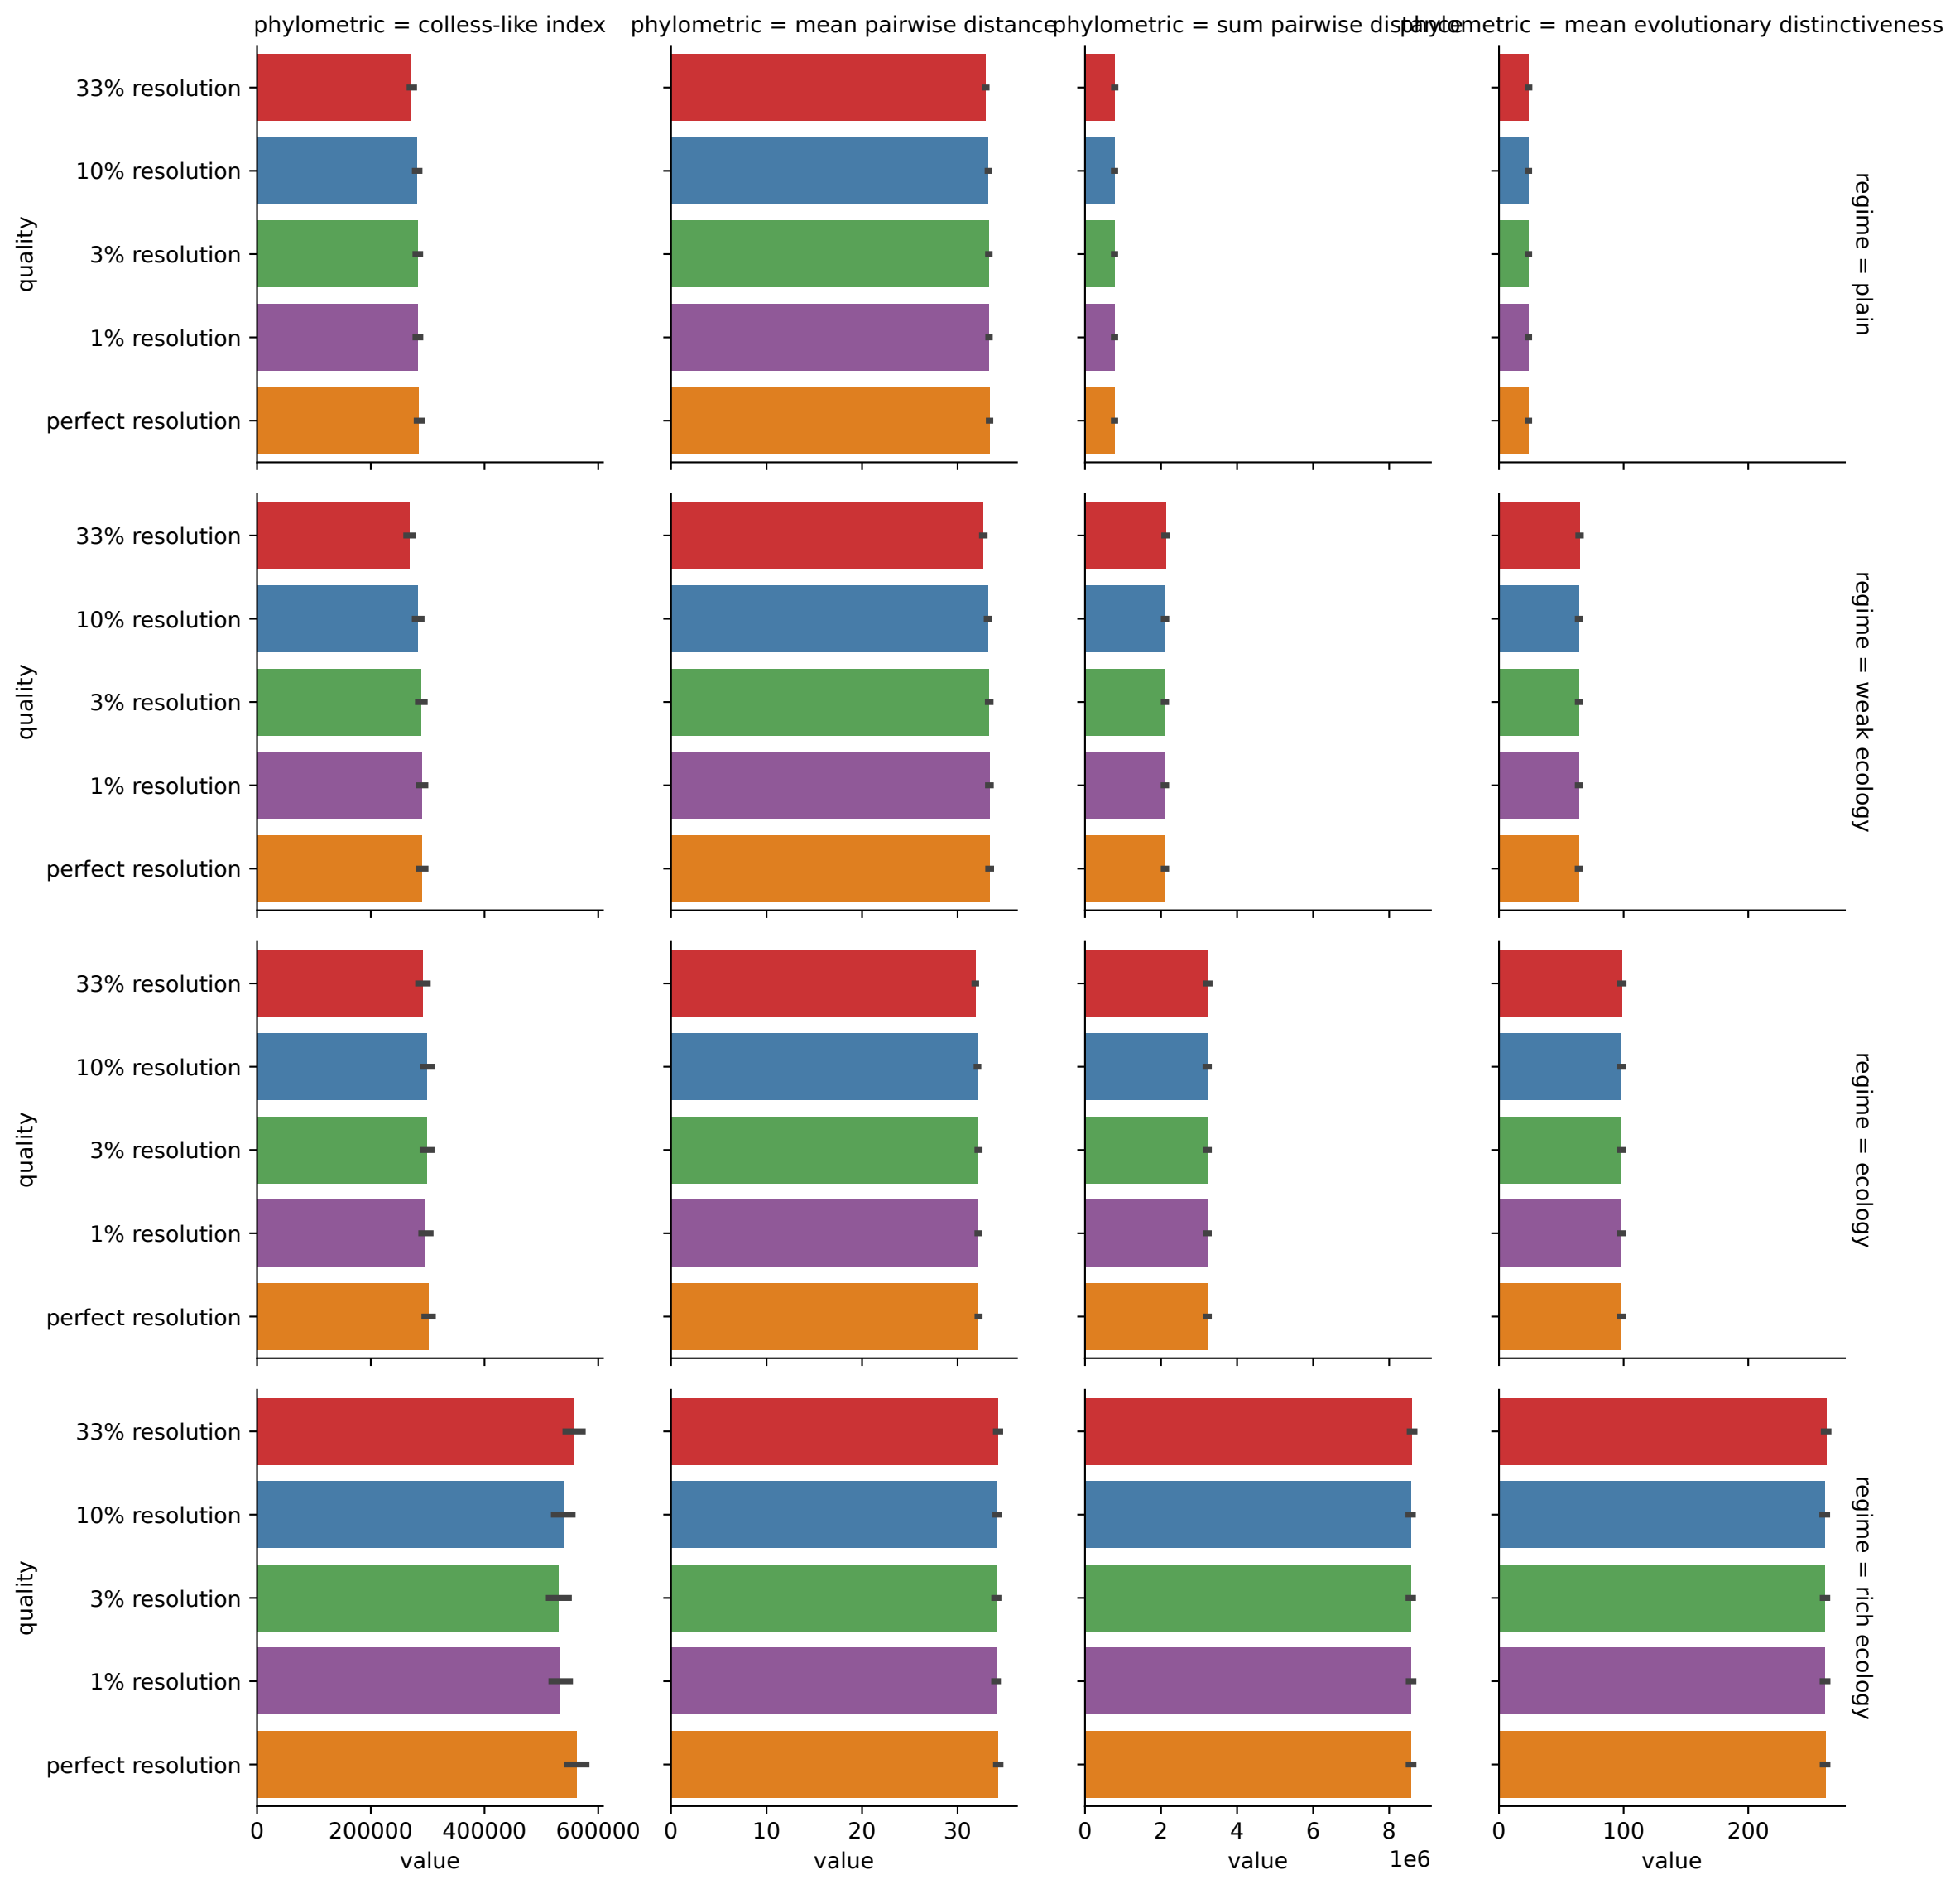 phylometric = colless-like index
phylometric = mean pairwise distance
phylometric = sum pairwise distance
phylometric = mean evolutionary distinctiveness
quality
33% resolution
10% resolution
3% resolution
1% resolution
perfect resolution
regime = plain
quality
33% resolution
10% resolution
3% resolution
1% resolution
perfect resolution
regime = weak ecology
quality
33% resolution
10% resolution
3% resolution
1% resolution
perfect resolution
regime = ecology
quality
33% resolution
10% resolution
3% resolution
1% resolution
perfect resolution
regime = rich ecology
0 200000 400000 600000
0 10 20 30
0 2 4 6 8
0 100 200
1e6
value
value
value
value